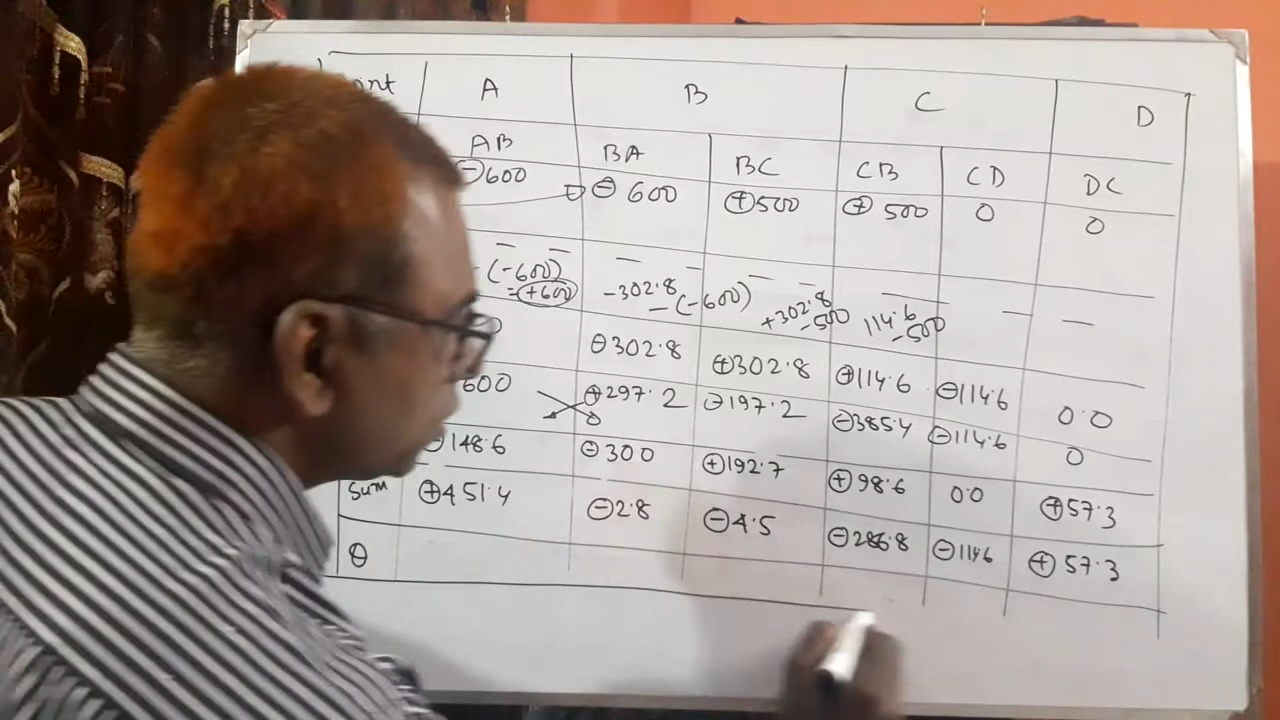 A B C D
AB BA BC CB CD DC
⊖600 ⊖ 600 ⊕500 ⊕ 500 0 0
— — — — — — — — —
-(-600) -302.8 -(-600) +302.8 -500 114.6 -500
=+600
⊖302.8 ⊕302.8 ⊕114.6 ⊖114.6 0.0
600 ⊕297.2 ⊖197.2 ⊖385.4 ⊖114.6 0
0
⊖148.6 ⊖300 ⊕192.7 ⊕98.6 0.0 ⊕57.3
Sum ⊕451.4 ⊖2.8 ⊖4.5 ⊖286.8 ⊖114.6 ⊕57.3
θ